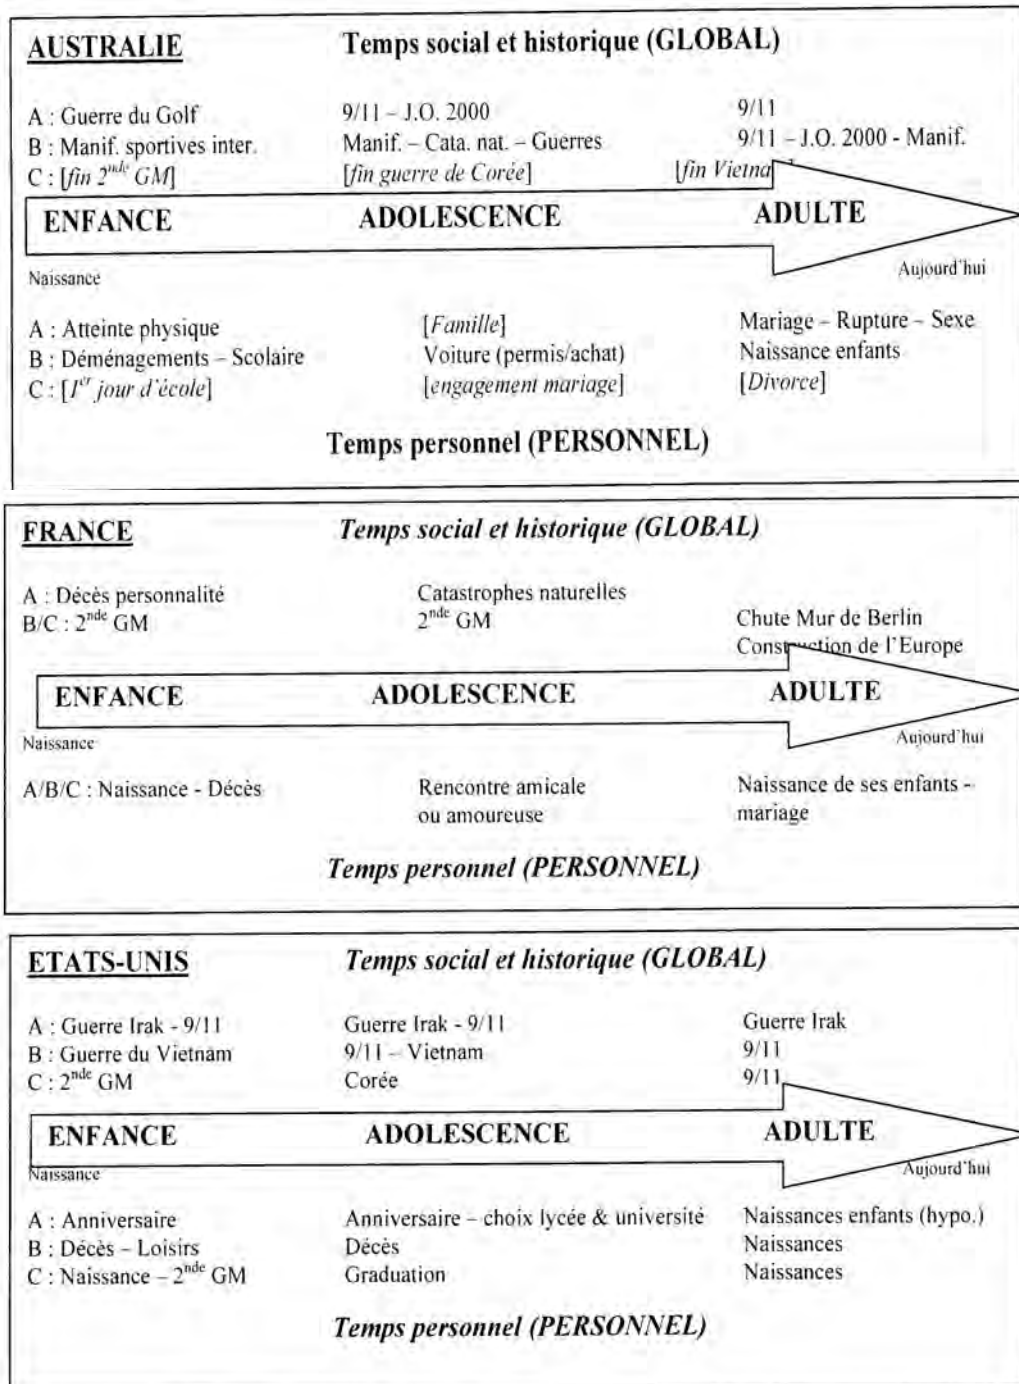 AUSTRALIE Temps social et historique (GLOBAL)
A : Guerre du Golf 9/11 – J.O. 2000 9/11
B : Manif. sportives inter. Manif. – Cata. nat. – Guerres 9/11 – J.O. 2000 - Manif.
C : [fin 2nde GM] [fin guerre de Corée] [fin Vietna
ENFANCE ADOLESCENCE ADULTE
Naissance Aujourd'hui
A : Atteinte physique [Famille] Mariage – Rupture – Sexe
B : Déménagements – Scolaire Voiture (permis/achat) Naissance enfants
C : [1er jour d'école] [engagement mariage] [Divorce]
Temps personnel (PERSONNEL)
FRANCE Temps social et historique (GLOBAL)
A : Décès personnalité Catastrophes naturelles
B/C : 2nde GM 2nde GM Chute Mur de Berlin
Construction de l'Europe
ENFANCE ADOLESCENCE ADULTE
Naissance Aujourd'hui
A/B/C : Naissance - Décès Rencontre amicale Naissance de ses enfants -
ou amoureuse mariage
Temps personnel (PERSONNEL)
ETATS-UNIS Temps social et historique (GLOBAL)
A : Guerre Irak - 9/11 Guerre Irak - 9/11 Guerre Irak
B : Guerre du Vietnam 9/11 – Vietnam 9/11
C : 2nde GM Corée 9/11
ENFANCE ADOLESCENCE ADULTE
Naissance Aujourd'hui
A : Anniversaire Anniversaire – choix lycée & université Naissances enfants (hypo.)
B : Décès – Loisirs Décès Naissances
C : Naissance – 2nde GM Graduation Naissances
Temps personnel (PERSONNEL)